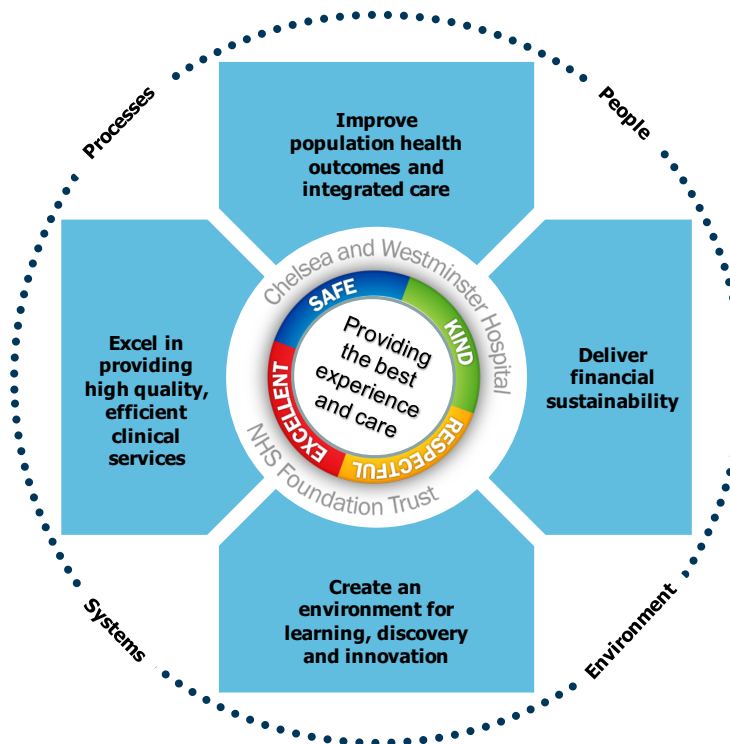 Processes
People
Improve
population health
outcomes and
integrated care
Chelsea and Westminster Hospital
SAFE
KIND
Excel in
providing
high quality,
efficient
clinical
services
Providing
the best
experience
and care
Deliver
financial
sustainability
EXCELLENT
RESPECTFUL
NHS Foundation Trust
Create an
environment for
learning, discovery
and innovation
Systems
Environment